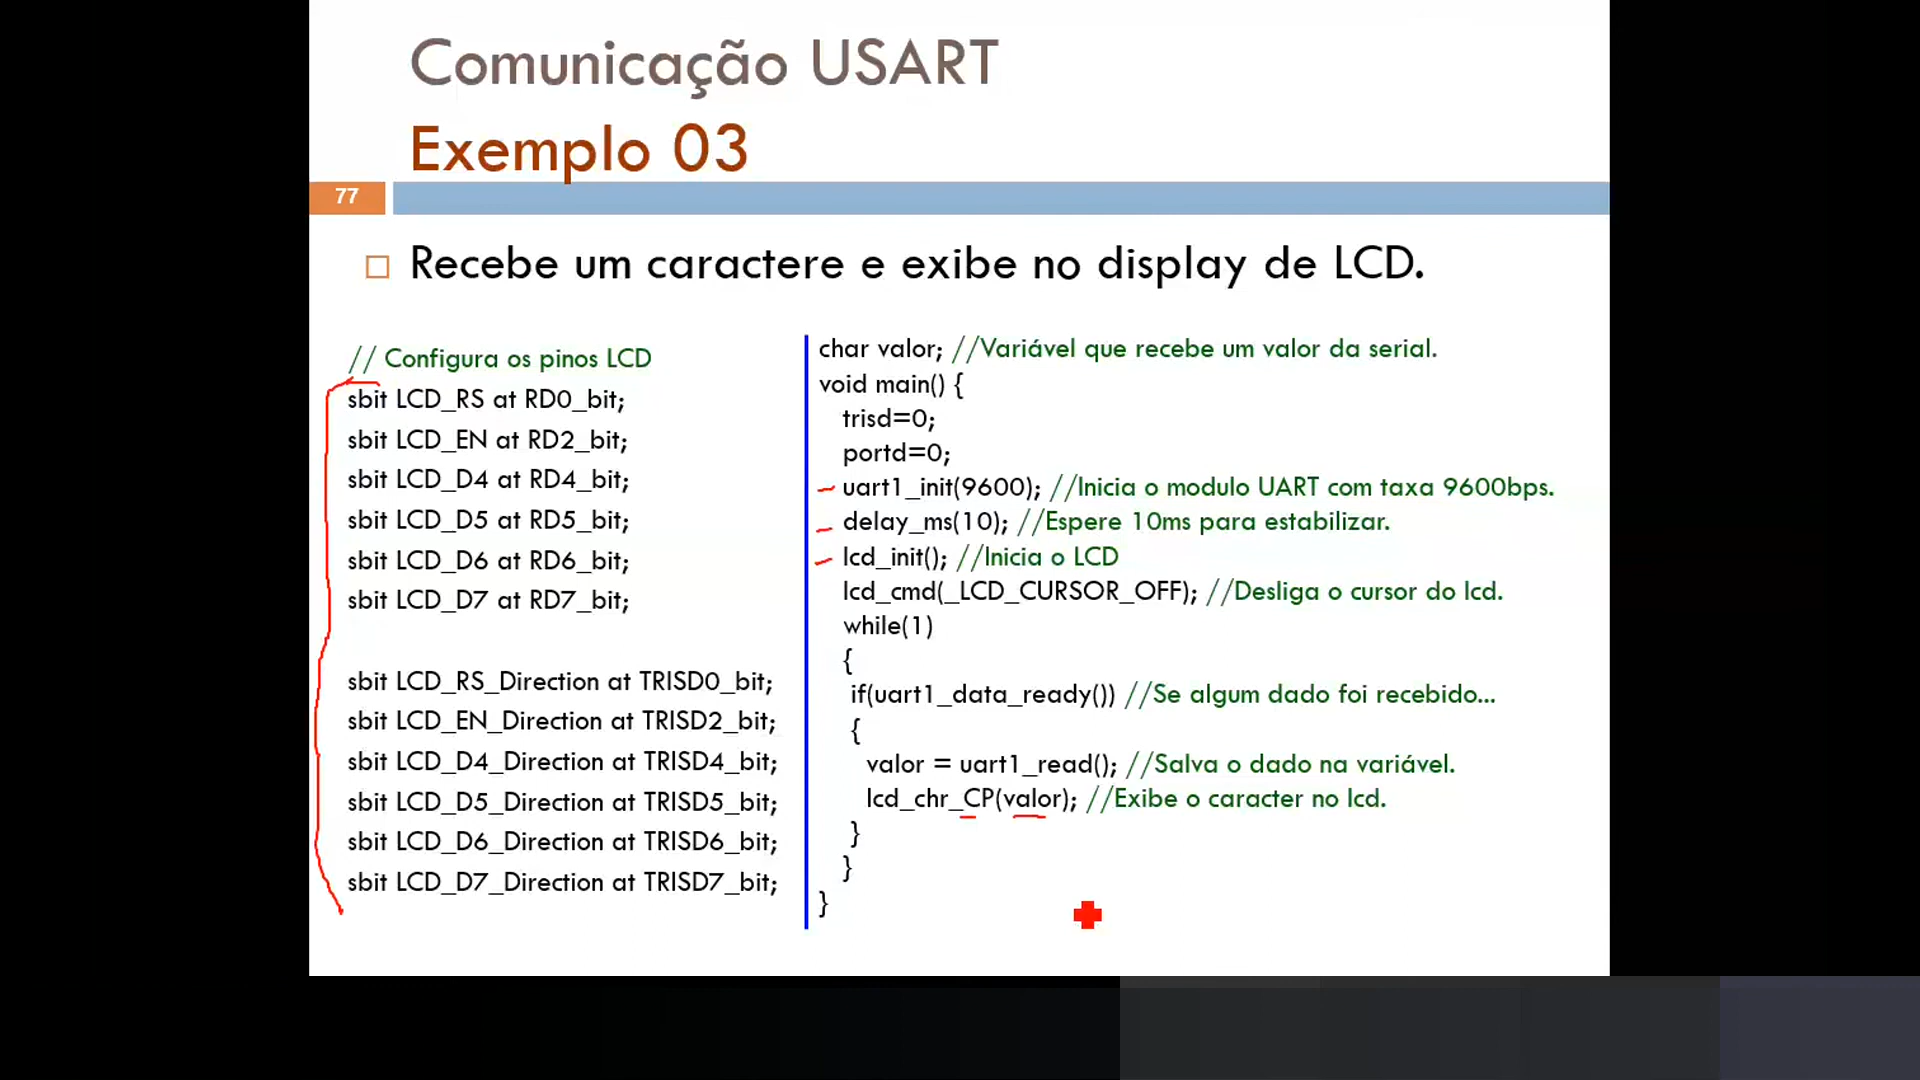 Comunicação USART
Exemplo 03
77
Recebe um caractere e exibe no display de LCD.
// Configura os pinos LCD
sbit LCD_RS at RD0_bit;
sbit LCD_EN at RD2_bit;
sbit LCD_D4 at RD4_bit;
sbit LCD_D5 at RD5_bit;
sbit LCD_D6 at RD6_bit;
sbit LCD_D7 at RD7_bit;
sbit LCD_RS_Direction at TRISD0_bit;
sbit LCD_EN_Direction at TRISD2_bit;
sbit LCD_D4_Direction at TRISD4_bit;
sbit LCD_D5_Direction at TRISD5_bit;
sbit LCD_D6_Direction at TRISD6_bit;
sbit LCD_D7_Direction at TRISD7_bit;
char valor; //Variável que recebe um valor da serial.
void main() {
trisd=0;
portd=0;
uart1_init(9600); //Inicia o modulo UART com taxa 9600bps.
delay_ms(10); //Espere 10ms para estabilizar.
lcd_init(); //Inicia o LCD
lcd_cmd(_LCD_CURSOR_OFF); //Desliga o cursor do lcd.
while(1)
{
if(uart1_data_ready()) //Se algum dado foi recebido...
{
valor = uart1_read(); //Salva o dado na variável.
lcd_chr_CP(valor); //Exibe o caracter no lcd.
}
}
}